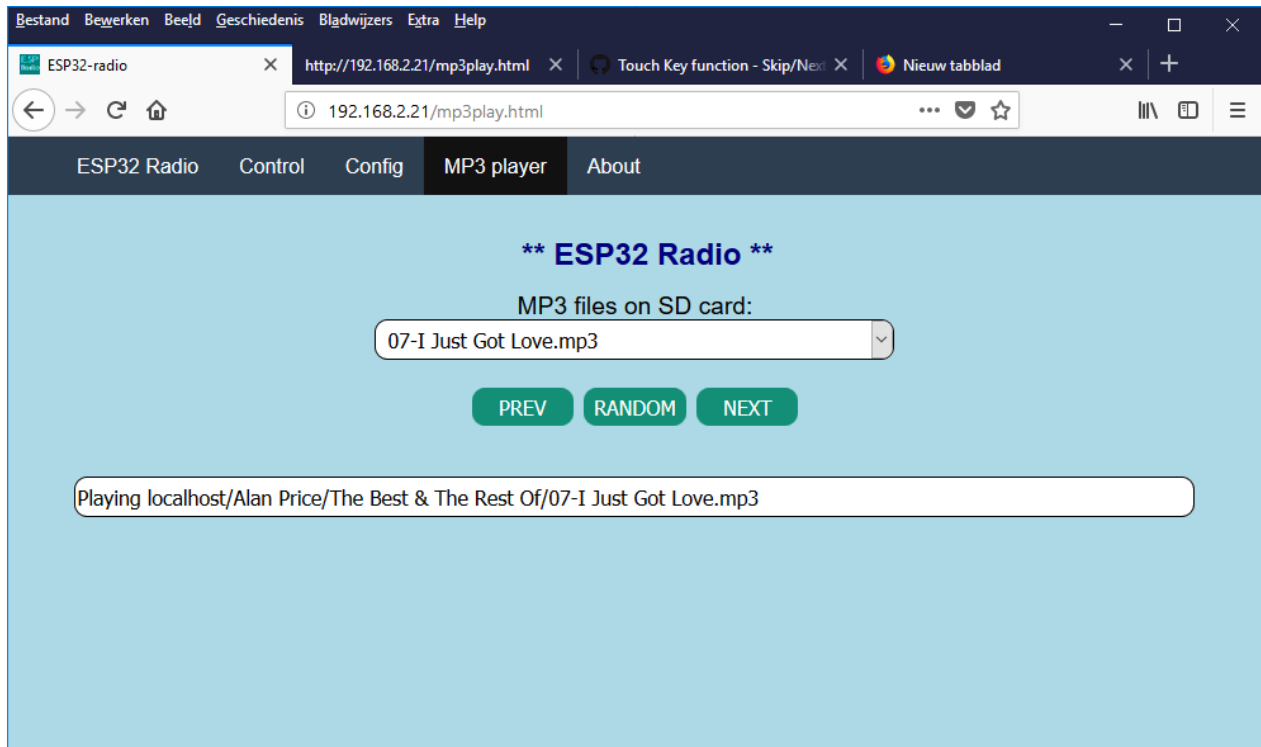 Bestand Bewerken Beeld Geschiedenis Bladwijzers Extra Help
ESP32-radio http://192.168.2.21/mp3play.html Touch Key function - Skip/Next Nieuw tabblad
192.168.2.21/mp3play.html
ESP32 Radio Control Config MP3 player About
** ESP32 Radio **
MP3 files on SD card:
07-I Just Got Love.mp3
PREV RANDOM NEXT
Playing localhost/Alan Price/The Best & The Rest Of/07-I Just Got Love.mp3